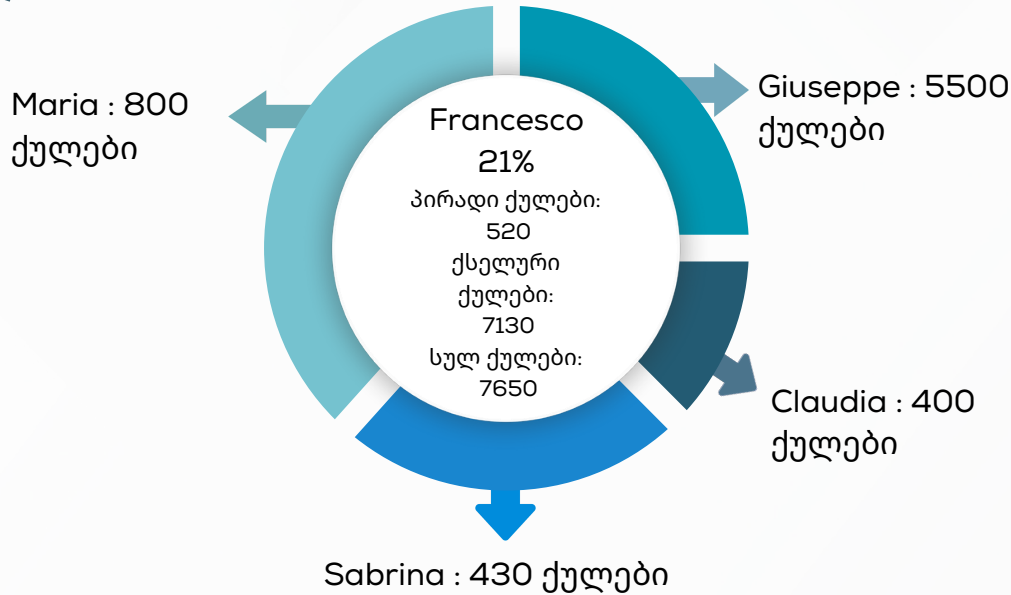 Maria : 800
ქულები
Francesco
21%
პირადი ქულები:
520
ქსელური
ქულები:
7130
სულ ქულები:
7650
Giuseppe : 5500
ქულები
Claudia : 400
ქულები
Sabrina : 430 ქულები